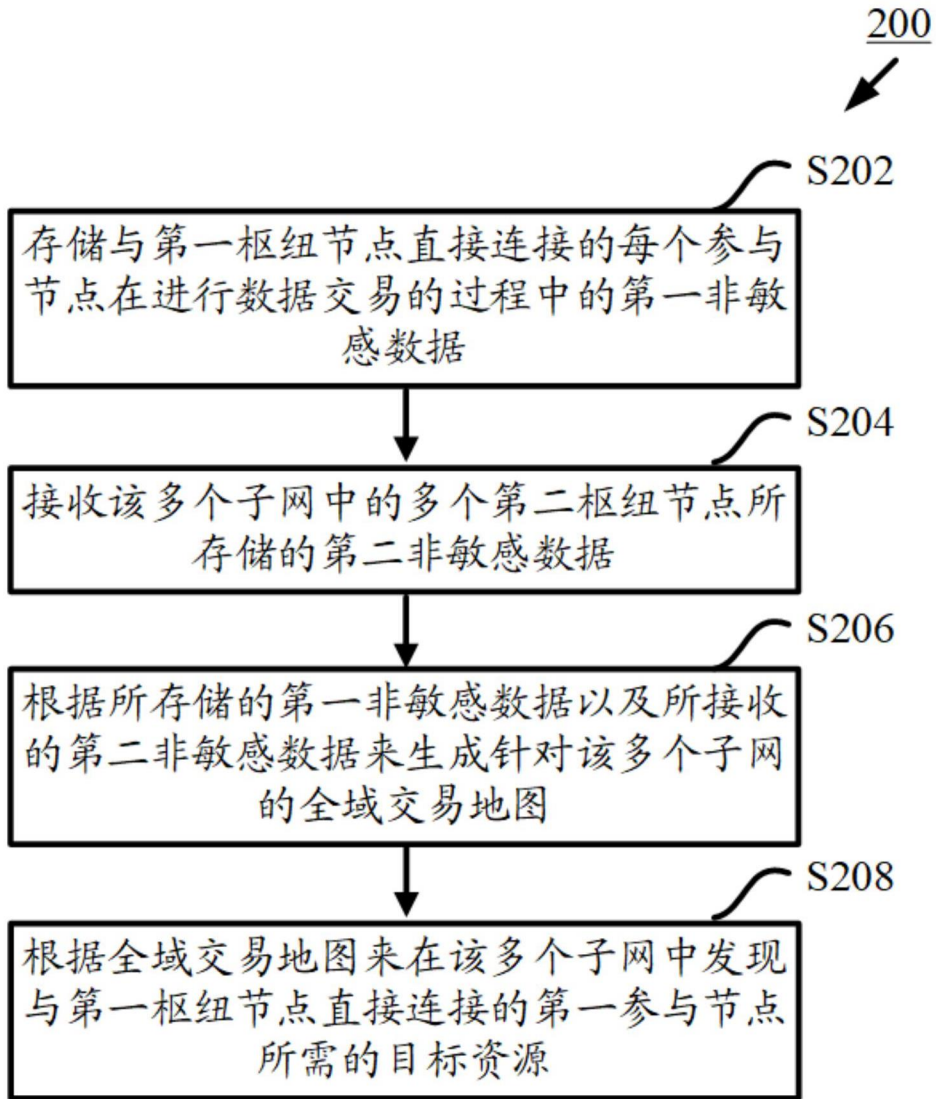 200
S202
存储与第一枢纽节点直接连接的每个参与
节点在进行数据交易的过程中的第一非敏
感数据
S204
接收该多个子网中的多个第二枢纽节点所
存储的第二非敏感数据
S206
根据所存储的第一非敏感数据以及所接收
的第二非敏感数据来生成针对该多个子网
的全域交易地图
S208
根据全域交易地图来在该多个子网中发现
与第一枢纽节点直接连接的第一参与节点
所需的目标资源